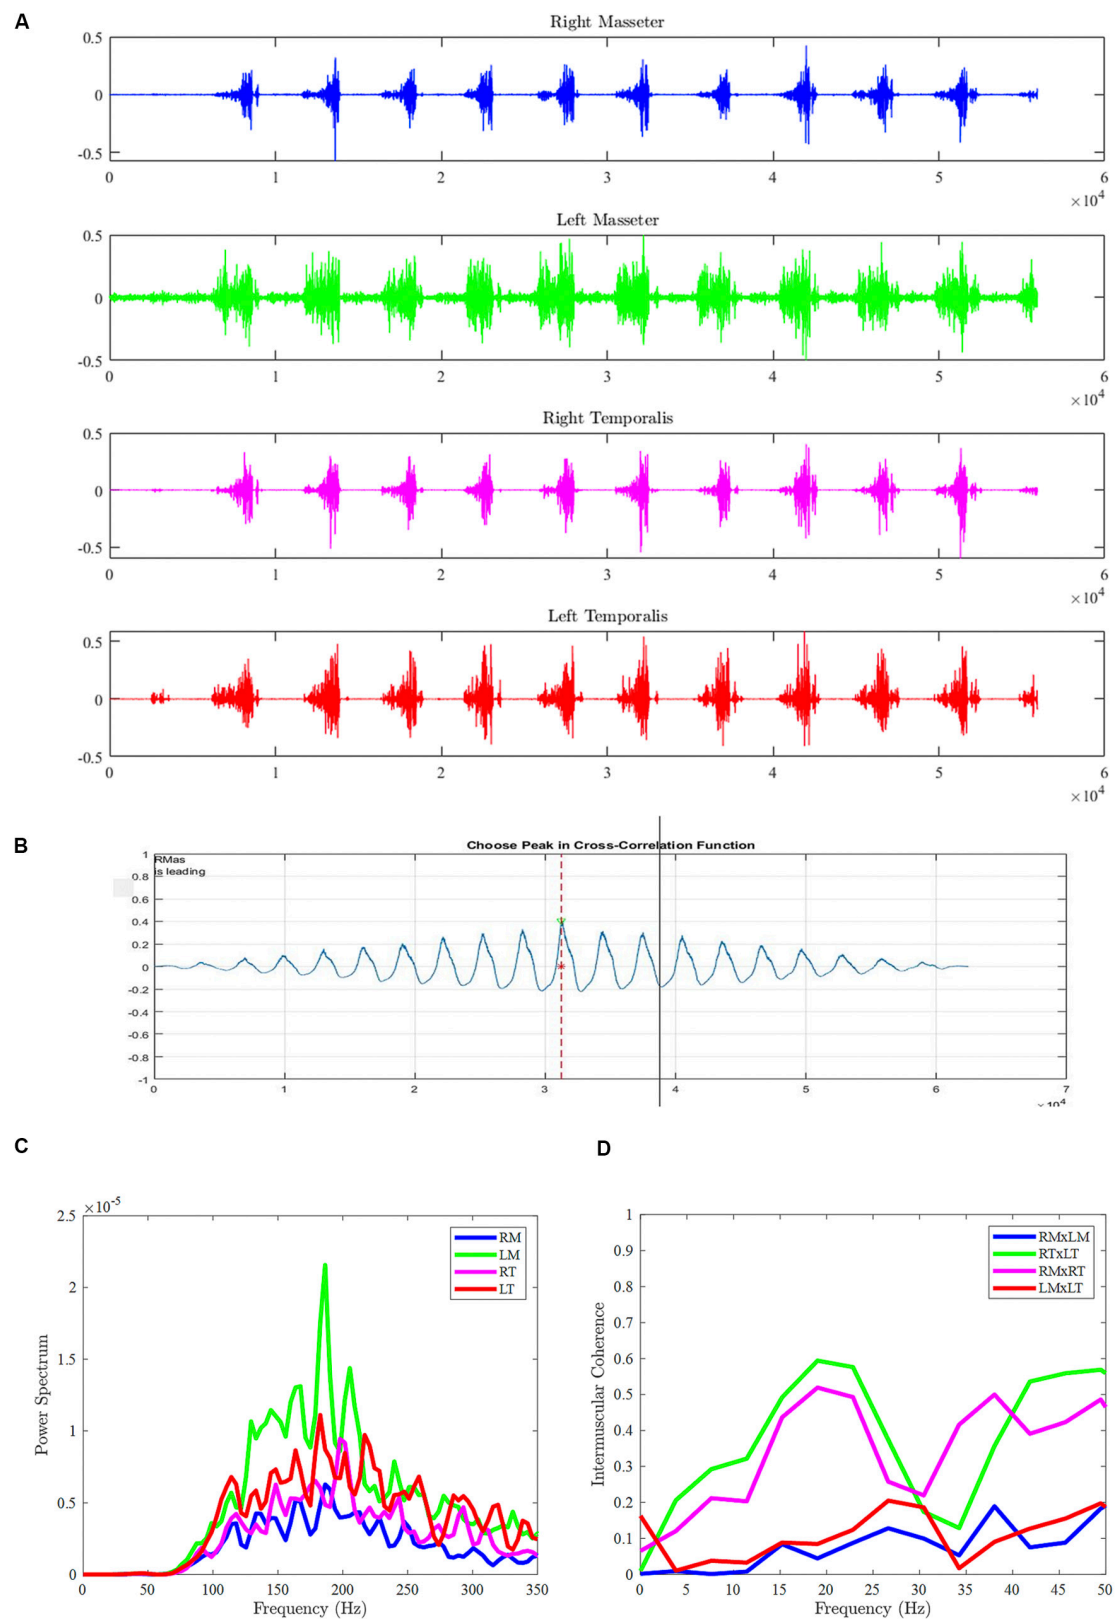 A
Right Masseter
0.5
0
-0.5
0 1 2 3 4 5 6
×10⁴
Left Masseter
0.5
0
-0.5
0 1 2 3 4 5 6
×10⁴
Right Temporalis
0.5
0
-0.5
0 1 2 3 4 5 6
×10⁴
Left Temporalis
0.5
0
-0.5
0 1 2 3 4 5 6
×10⁴
B
Choose Peak in Cross-Correlation Function
RMas
is leading
1
0.8
0.6
0.4
0.2
0
-0.2
-0.4
-0.6
-0.8
-1
0 1 2 3 4 5 6 7
×10⁴
C
×10⁻⁵
2.5
2
1.5
1
0.5
0
Power Spectrum
RM
LM
RT
LT
0 50 100 150 200 250 300 350
Frequency (Hz)
D
1
0.9
0.8
0.7
0.6
0.5
0.4
0.3
0.2
0.1
0
Intermuscular Coherence
RMxLM
RTxLT
RMxRT
LMxLT
0 5 10 15 20 25 30 35 40 45 50
Frequency (Hz)